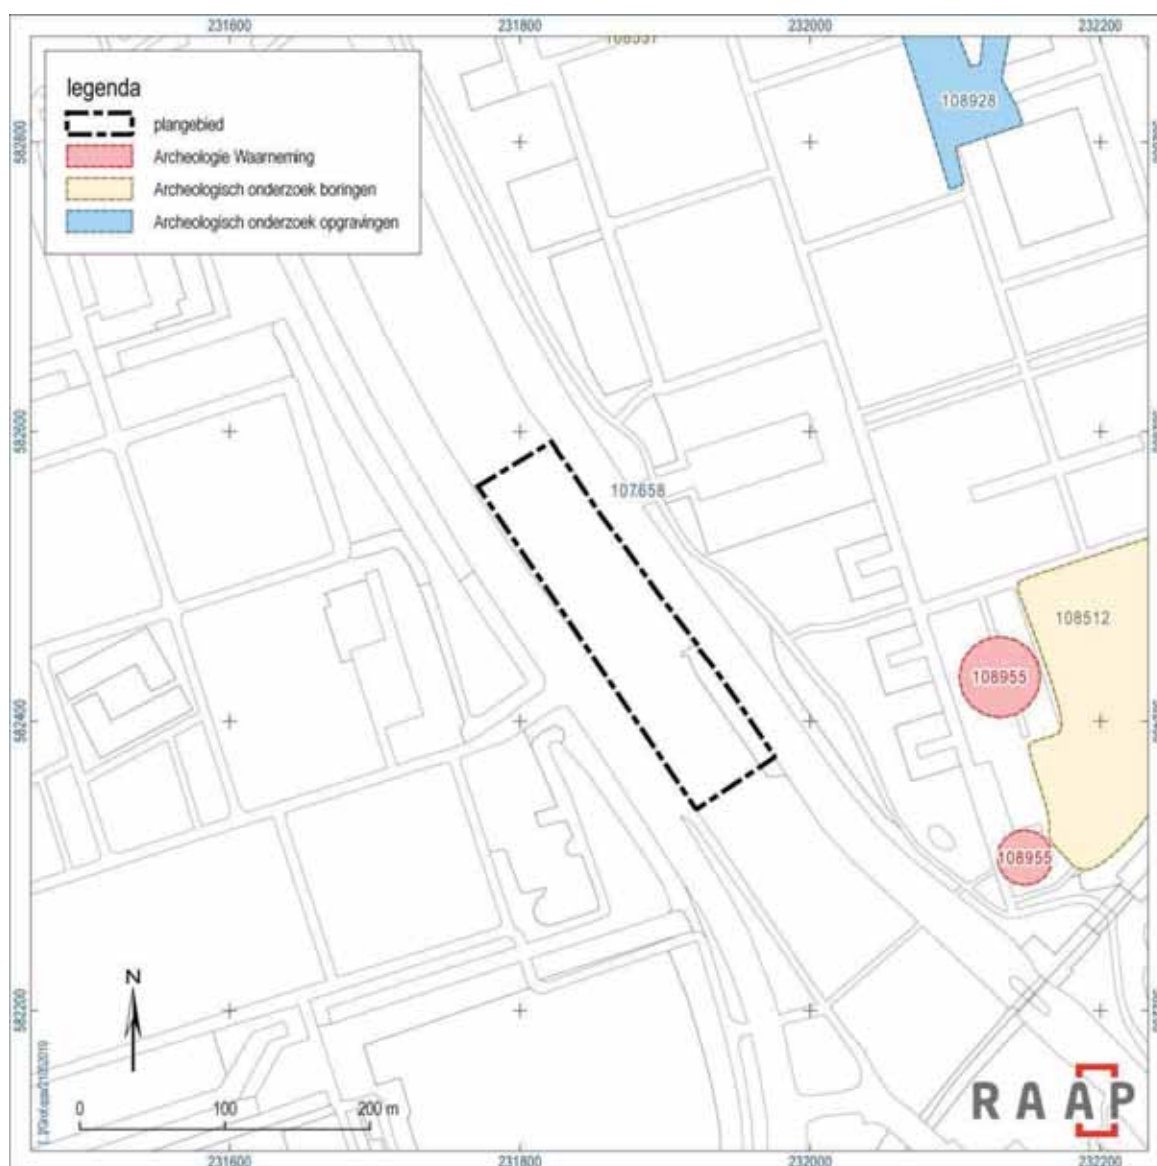 231600 231800 232000 232200
108537
legenda
plangebied
Archeologie Waarneming
Archeologisch onderzoek boringen
Archeologisch onderzoek opgravingen
108928
582800
582600
107658
108512
108955
582400
108955
582200
N
0 100 200 m
RAAP
231600 231800 232000 232200